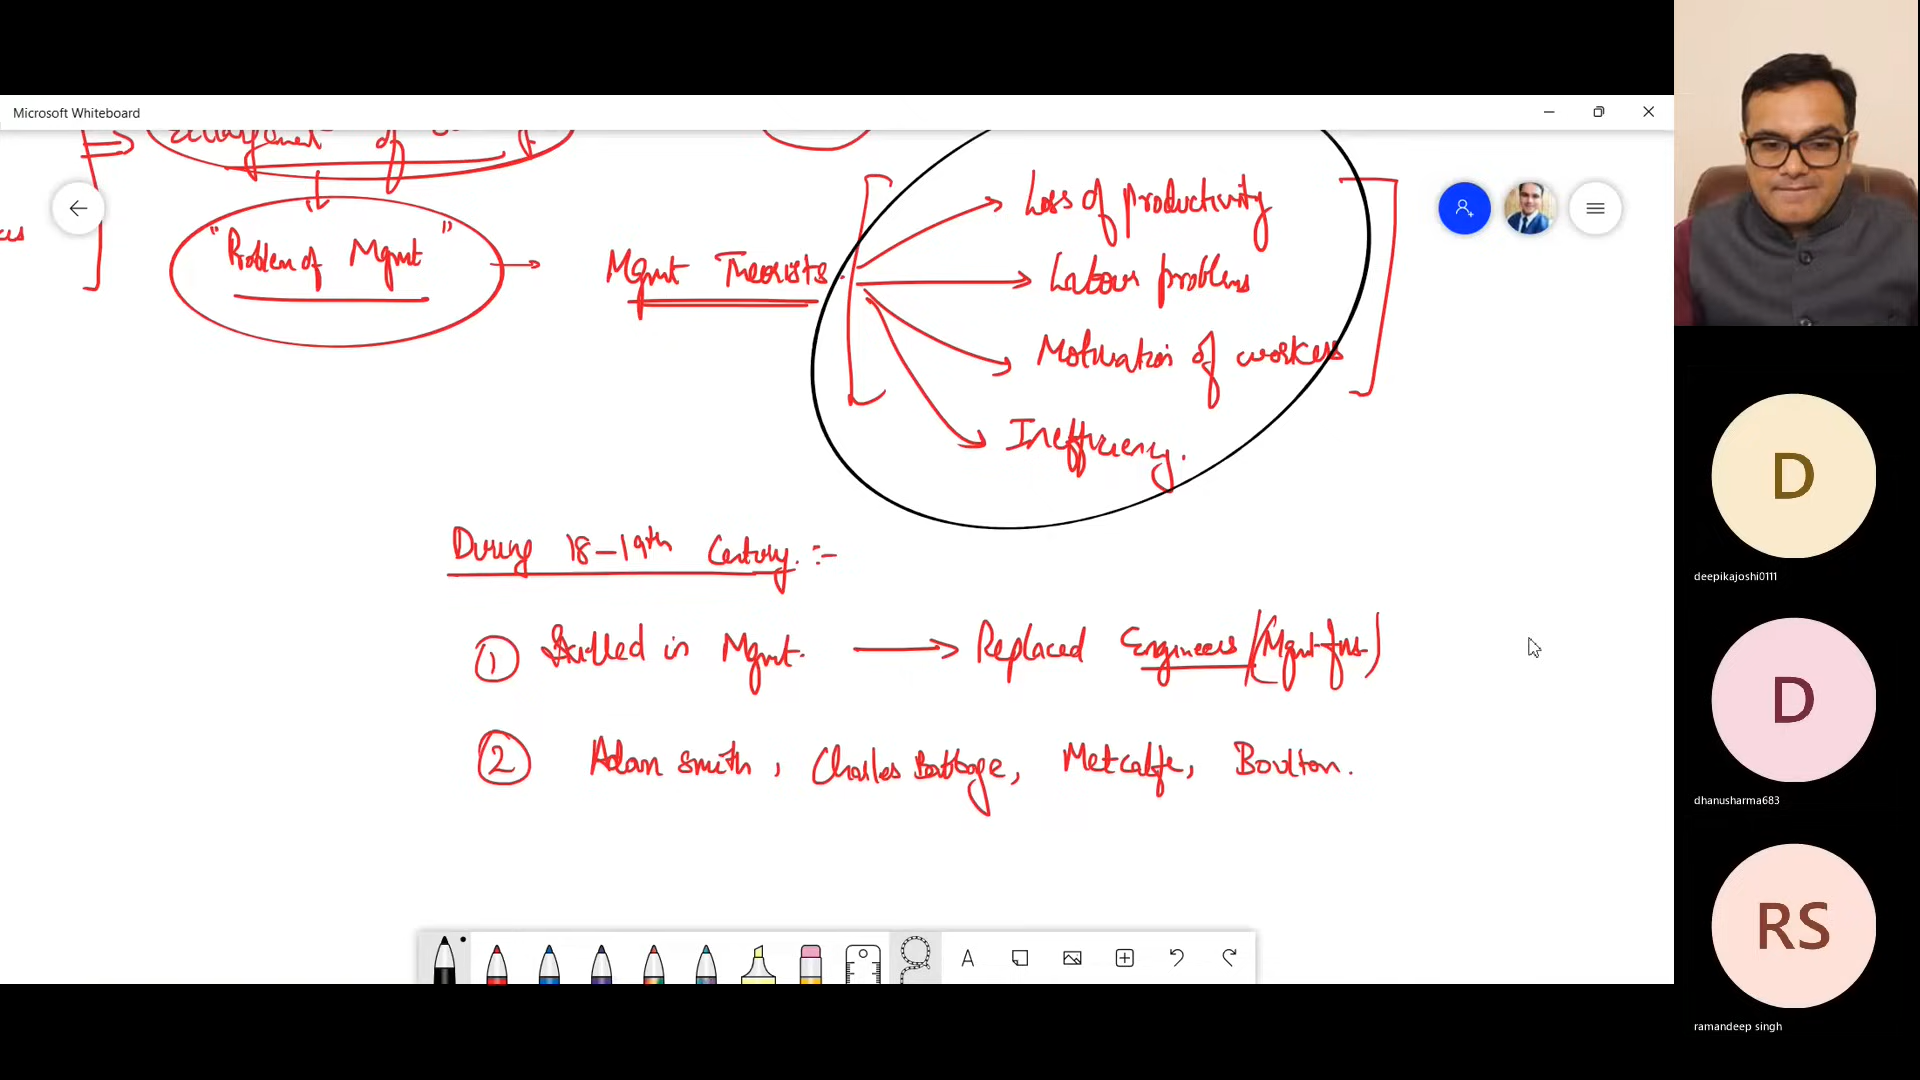 Microsoft Whiteboard
of
"Problem of Mgmt"
Mgmt Theorists.
Loss of productivity
Labour problems
Motivation of workers
Inefficiency.
During 18-19th Century :-
① Skilled in Mgmt. Replaced Engineers/(Mgmt fns)
② Adam Smith, Charles Babbage, Metcalfe, Boulton.
A
D
deepikajoshi0111
D
dhanusharma683
RS
ramandeep singh